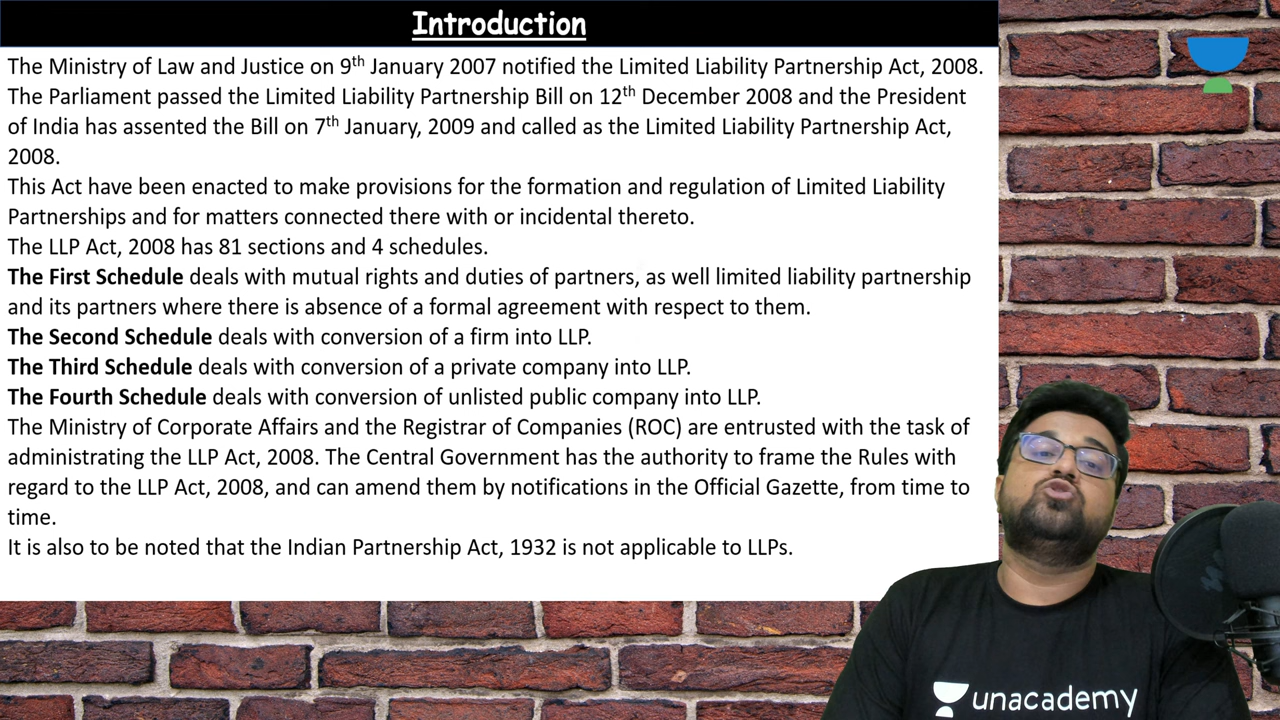 Introduction
The Ministry of Law and Justice on 9th January 2007 notified the Limited Liability Partnership Act, 2008.
The Parliament passed the Limited Liability Partnership Bill on 12th December 2008 and the President
of India has assented the Bill on 7th January, 2009 and called as the Limited Liability Partnership Act,
2008.
This Act have been enacted to make provisions for the formation and regulation of Limited Liability
Partnerships and for matters connected there with or incidental thereto.
The LLP Act, 2008 has 81 sections and 4 schedules.
The First Schedule deals with mutual rights and duties of partners, as well limited liability partnership
and its partners where there is absence of a formal agreement with respect to them.
The Second Schedule deals with conversion of a firm into LLP.
The Third Schedule deals with conversion of a private company into LLP.
The Fourth Schedule deals with conversion of unlisted public company into LLP.
The Ministry of Corporate Affairs and the Registrar of Companies (ROC) are entrusted with the task of
administrating the LLP Act, 2008. The Central Government has the authority to frame the Rules with
regard to the LLP Act, 2008, and can amend them by notifications in the Official Gazette, from time to
time.
It is also to be noted that the Indian Partnership Act, 1932 is not applicable to LLPs.
unacademy